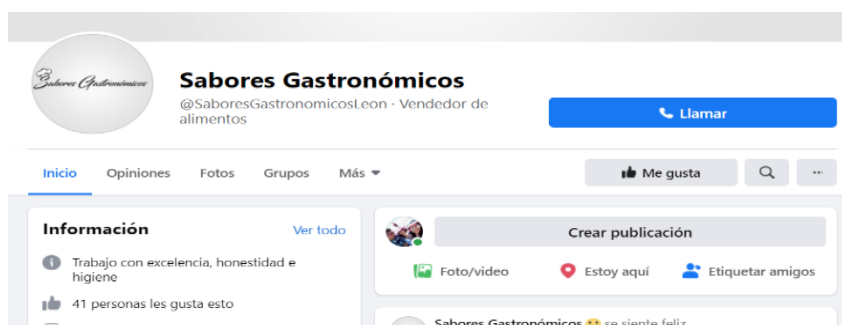 Sabores Gastronómicos
Sabores Gastronómicos
@SaboresGastronomicosLeon · Vendedor de
alimentos
Llamar
Inicio
Opiniones
Fotos
Grupos
Más
Me gusta
Información
Ver todo
Trabajo con excelencia, honestidad e
higiene
41 personas les gusta esto
Crear publicación
Foto/video
Estoy aquí
Etiquetar amigos
Sabores Gastronómicos se siente feliz